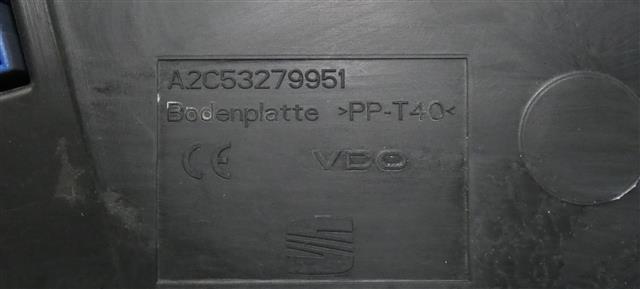 A2C53279951
Bodenplatte >PP-T40<
CE VDO